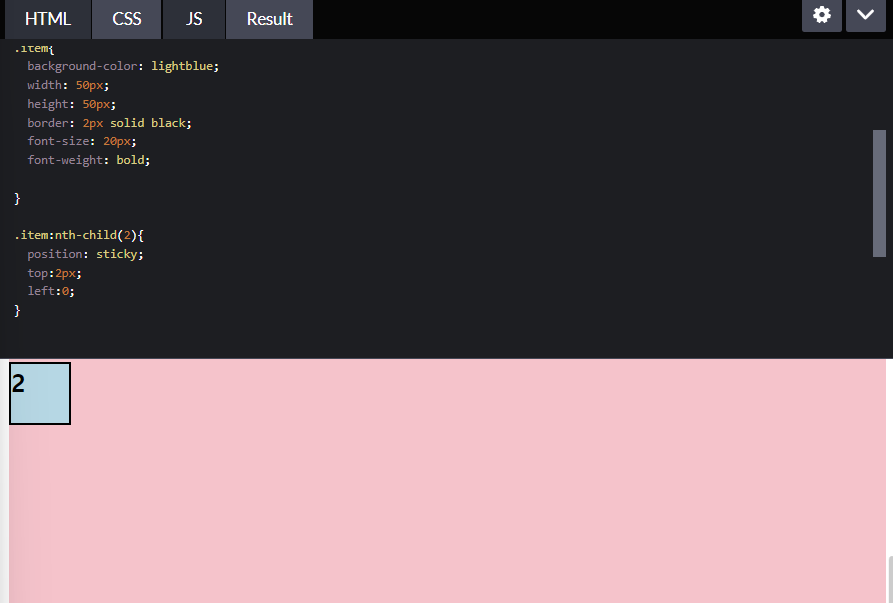 HTML CSS JS Result
.item{
background-color: lightblue;
width: 50px;
height: 50px;
border: 2px solid black;
font-size: 20px;
font-weight: bold;
}
.item:nth-child(2){
position: sticky;
top:2px;
left:0;
}
2